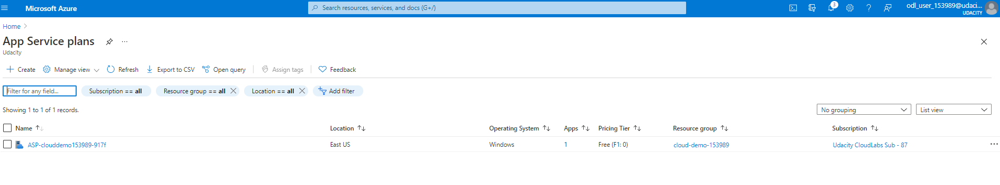 Microsoft Azure
Search resources, services, and docs (G+/)
3
odl_user_153989@udaci...
UDACITY
Home
App Service plans
...
Udacity
Create
Manage view
Refresh
Export to CSV
Open query
Assign tags
Feedback
Filter for any field...
Subscription == all
Resource group == all
Location == all
Add filter
Showing 1 to 1 of 1 records.
No grouping
List view
Name Location Operating System Apps Pricing Tier Resource group Subscription
ASP-clouddemo153989-917f East US Windows 1 Free (F1: 0) cloud-demo-153989 Udacity CloudLabs Sub - 87 ...